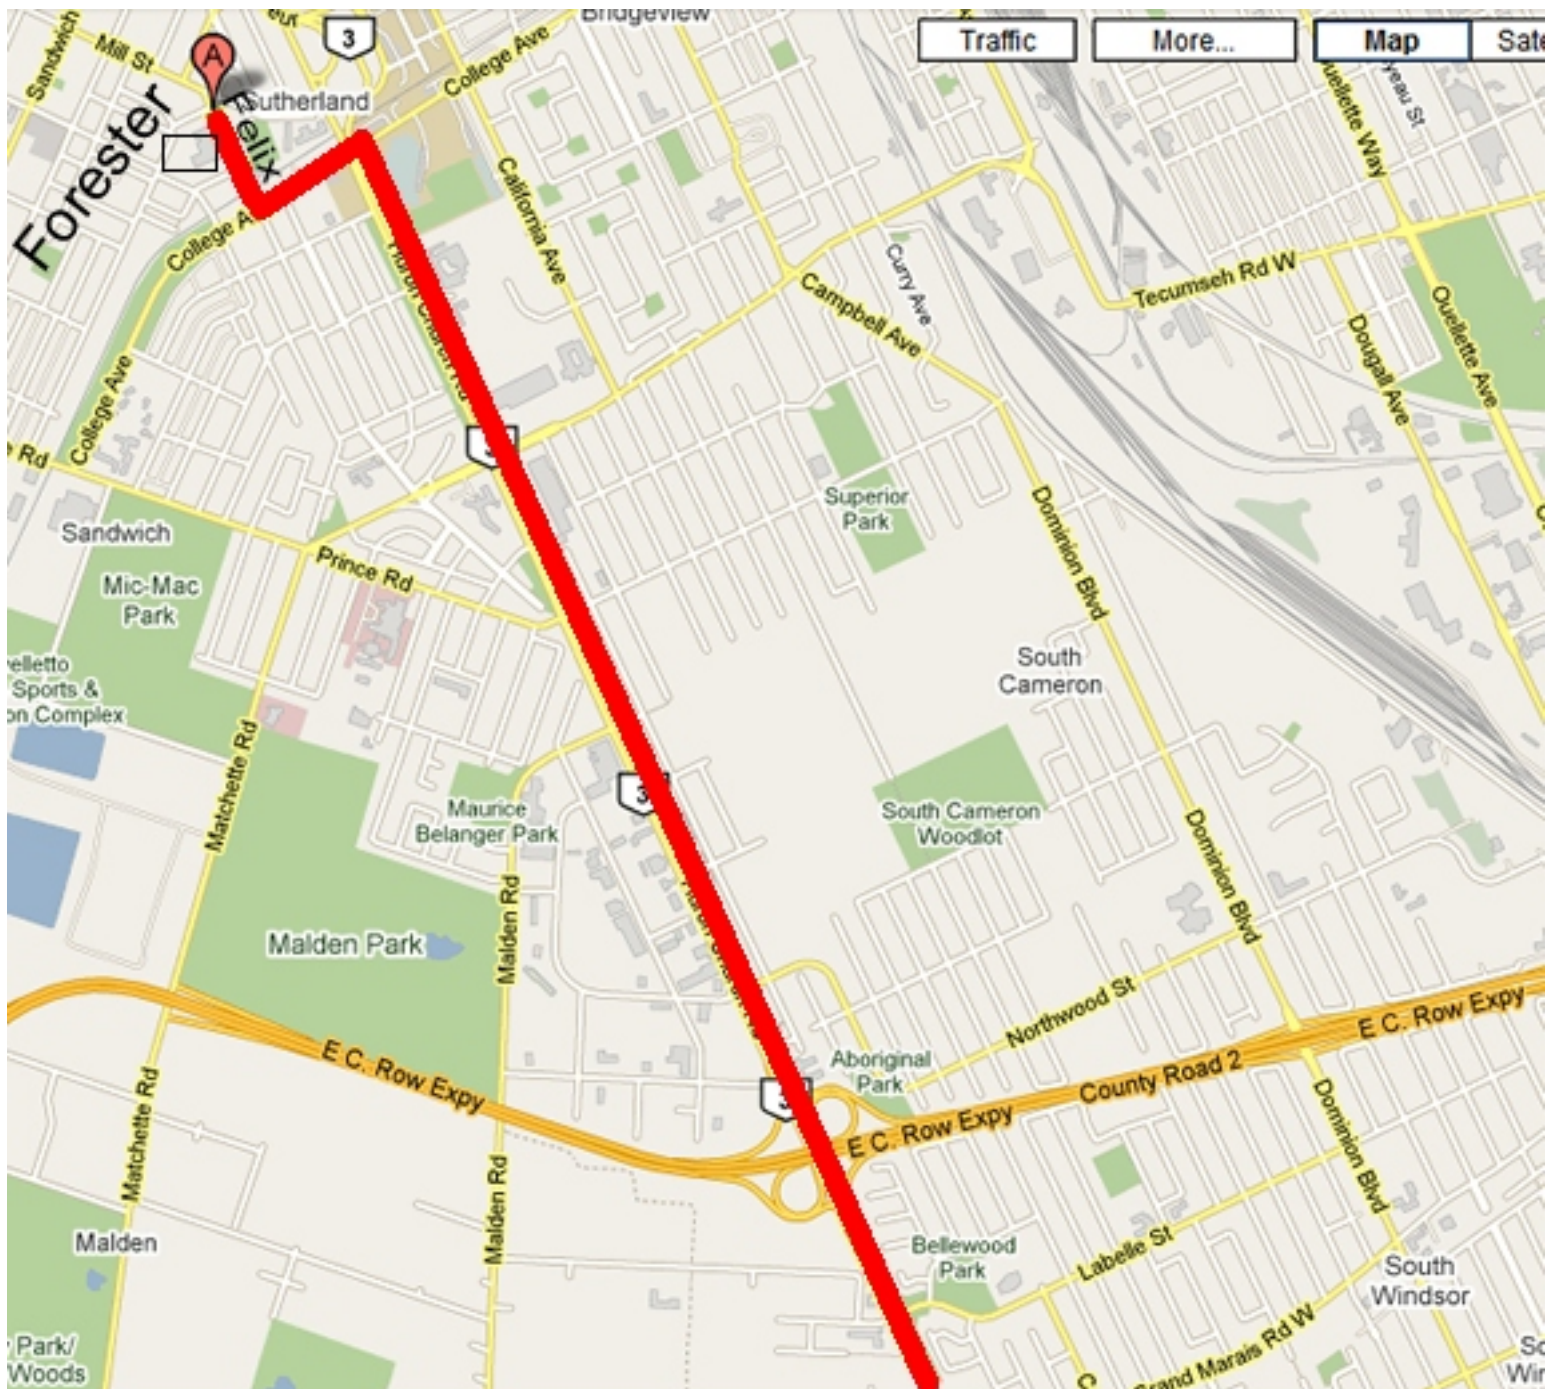 Bridgeview
Traffic
More...
Map
Mill St
Sandwich
3
College Ave
A
Sutherland
Felix
Forester
College A
California Ave
Huron Church Rd
Curry Ave
Campbell Ave
Tecumseh Rd W
Ouellette Ave
Dougall Ave
College Ave
Rd
Superior
Park
Sandwich
Prince Rd
Dominion Blvd
Mic-Mac
Park
Sports &
Complex
South
Cameron
Matchette Rd
3
Maurice
Belanger Park
South Cameron
Woodlot
Dominion Blvd
Malden Rd
Malden Park
Northwood St
E C. Row Expy
E C. Row Expy
Aboriginal
Park
County Road 2
E C. Row Expy
Matchette Rd
Malden Rd
Dominion Blvd
Malden
Bellewood
Park
Labelle St
South
Windsor
Park/
Woods
Grand Marais Rd W